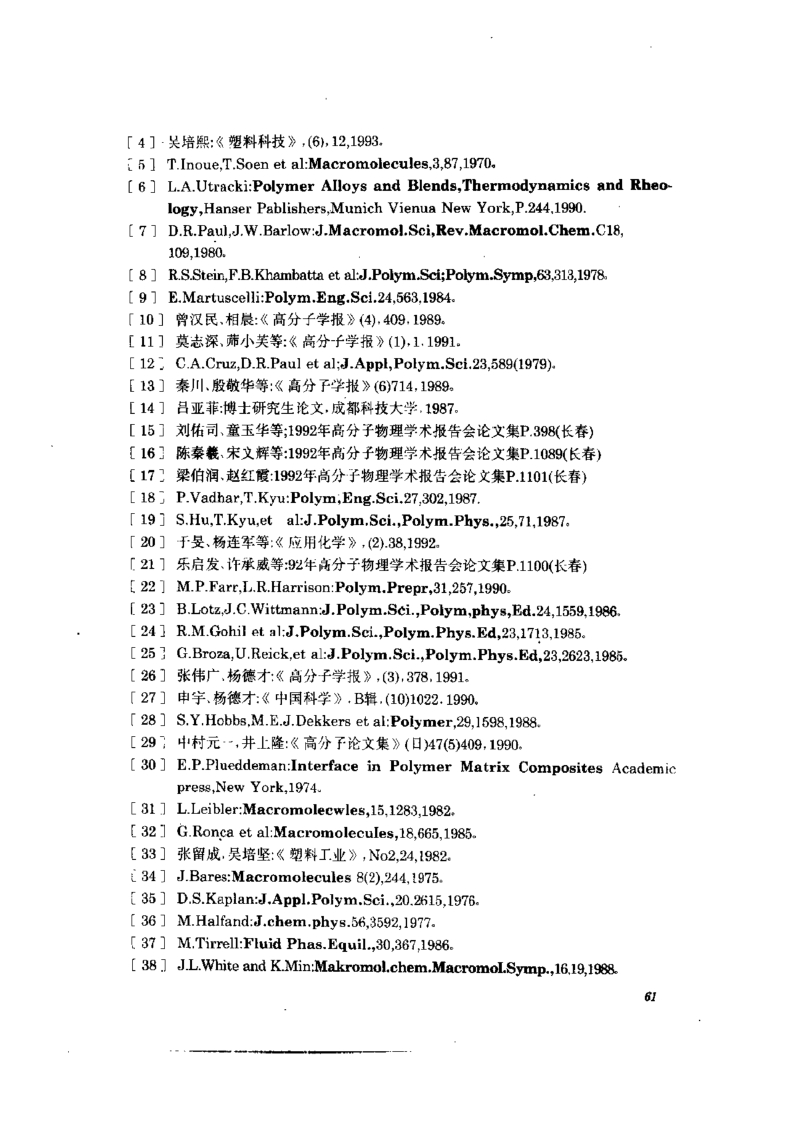 [4] 吴培熙:《塑料科技》,(6),12,1993。
[5] T.Inoue,T.Soen et al:Macromolecules,3,87,1970。
[6] L.A.Utracki:Polymer Alloys and Blends,Thermodynamics and Rheo-
logy,Hanser Pablishers,Munich Vienua New York,P.244,1990.
[7] D.R.Paul,J.W.Barlow:J.Macromol.Sci,Rev.Macromol.Chem.C18,
109,1980。
[8] R.S.Stein,F.B.Khambatta et al:J.Polym.Sci;Polym.Symp,63,313,1978。
[9] E.Martuscelli:Polym.Eng.Sci.24,563,1984。
[10] 曾汉民、相晨:《高分子学报》(4),409,1989。
[11] 莫志深、薛小芙等:《高分子学报》(1),1,1991。
[12] C.A.Cruz,D.R.Paul et al;J.Appl,Polym.Sci.23,589(1979)。
[13] 秦川、殷敬华等:《高分子学报》(6)714,1989。
[14] 吕亚菲:博士研究生论文,成都科技大学,1987。
[15] 刘佑司、童玉华等;1992年高分子物理学术报告会论文集P.398(长春)
[16] 陈秦羲、宋文辉等:1992年高分子物理学术报告会论文集P.1089(长春)
[17] 梁伯润、赵红霞:1992年高分子物理学术报告会论文集P.1101(长春)
[18] P.Vadhar,T.Kyu:Polym,Eng.Sci.27,302,1987.
[19] S.Hu,T.Kyu,et al:J.Polym.Sci.,Polym.Phys.,25,71,1987。
[20] 于旻、杨连军等:《应用化学》,(2).38,1992。
[21] 乐启发、许承威等:92年高分子物理学术报告会论文集P.1100(长春)
[22] M.P.Farr,L.R.Harrison:Polym.Prepr,31,257,1990。
[23] B.Lotz,J.C.Wittmann:J.Polym.Sci.,Polym,phys,Ed.24,1559,1986。
[24] R.M.Gohil et al:J.Polym.Sci.,Polym.Phys.Ed,23,1713,1985。
[25] G.Broza,U.Reick,et al:J.Polym.Sci.,Polym.Phys.Ed,23,2623,1985。
[26] 张伟广、杨德才:《高分子学报》,(3),378,1991。
[27] 申宇、杨德才:《中国科学》,B辑,(10)1022,1990。
[28] S.Y.Hobbs,M.E.J.Dekkers et al:Polymer,29,1598,1988。
[29] 中村元一,井上隆:《高分子论文集》(日)47(5)409,1990。
[30] E.P.Plueddeman:Interface in Polymer Matrix Composites Academic
press,New York,1974。
[31] L.Leibler:Macromolecwles,15,1283,1982。
[32] G.Ronca et al:Macromolecules,18,665,1985。
[33] 张留成,吴培坚:《塑料工业》,No2,24,1982。
[34] J.Bares:Macromolecules 8(2),244,1975。
[35] D.S.Kaplan:J.Appl.Polym.Sci.,20.2615,1976。
[36] M.Halfand:J.chem.phys.56,3592,1977。
[37] M.Tirrell:Fluid Phas.Equil.,30,367,1986。
[38] J.L.White and K.Min:Makromol.chem.Macromol.Symp.,16,19,1988。
61